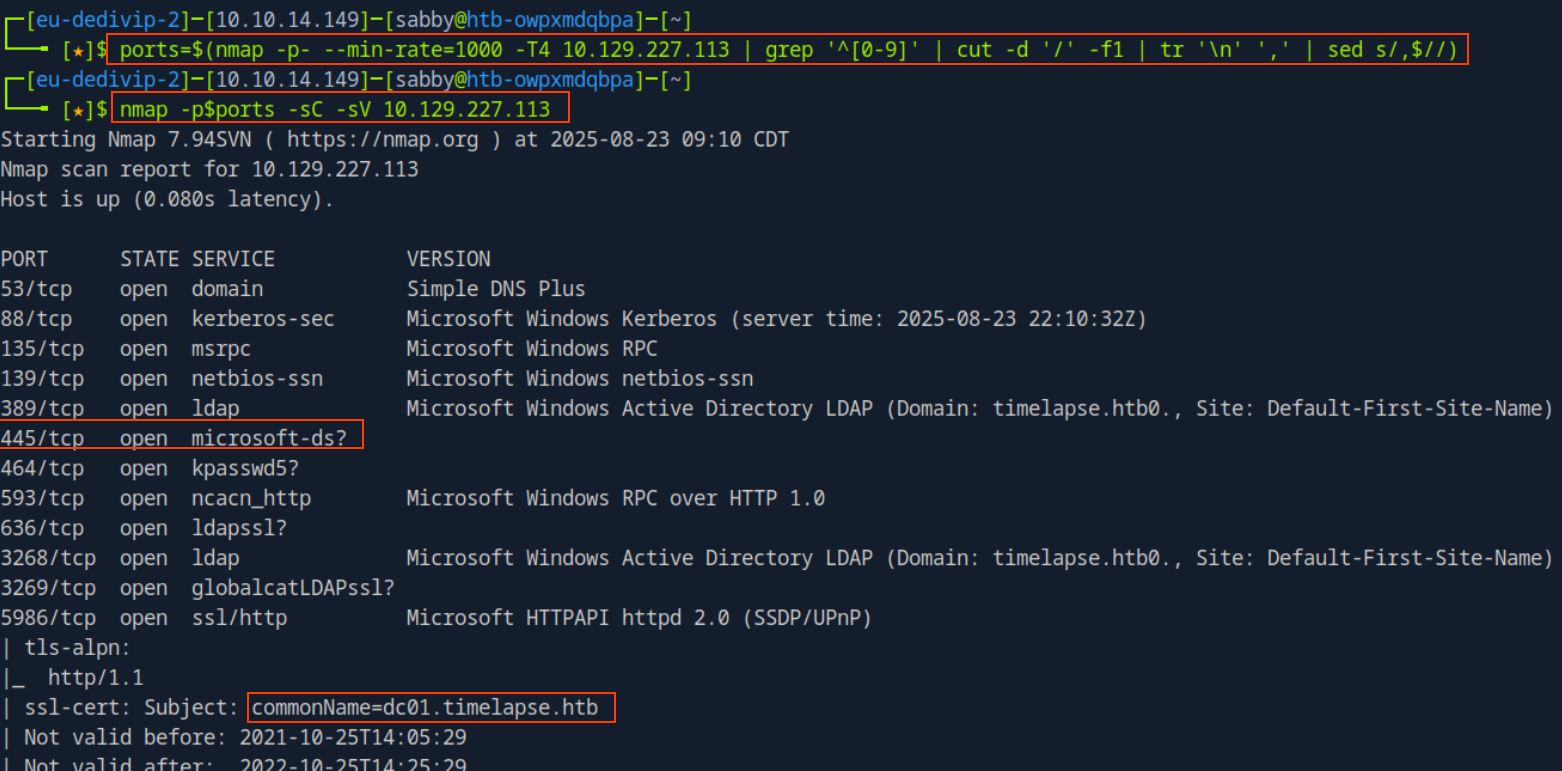 ┌─[eu-dedivip-2]─[10.10.14.149]─[sabby@htb-owpxmdqbpa]─[~]
└──╼ [★]$ ports=$(nmap -p- --min-rate=1000 -T4 10.129.227.113 | grep '^[0-9]' | cut -d '/' -f1 | tr '\n' ',' | sed s/,$//)
┌─[eu-dedivip-2]─[10.10.14.149]─[sabby@htb-owpxmdqbpa]─[~]
└──╼ [★]$ nmap -p$ports -sC -sV 10.129.227.113
Starting Nmap 7.94SVN ( https://nmap.org ) at 2025-08-23 09:10 CDT
Nmap scan report for 10.129.227.113
Host is up (0.080s latency).
PORT     STATE SERVICE           VERSION
53/tcp   open  domain            Simple DNS Plus
88/tcp   open  kerberos-sec      Microsoft Windows Kerberos (server time: 2025-08-23 22:10:32Z)
135/tcp  open  msrpc             Microsoft Windows RPC
139/tcp  open  netbios-ssn       Microsoft Windows netbios-ssn
389/tcp  open  ldap              Microsoft Windows Active Directory LDAP (Domain: timelapse.htb0., Site: Default-First-Site-Name)
445/tcp  open  microsoft-ds?
464/tcp  open  kpasswd5?
593/tcp  open  ncacn_http        Microsoft Windows RPC over HTTP 1.0
636/tcp  open  ldapssl?
3268/tcp open  ldap              Microsoft Windows Active Directory LDAP (Domain: timelapse.htb0., Site: Default-First-Site-Name)
3269/tcp open  globalcatLDAPssl?
5986/tcp open  ssl/http          Microsoft HTTPAPI httpd 2.0 (SSDP/UPnP)
| tls-alpn:
|_  http/1.1
| ssl-cert: Subject: commonName=dc01.timelapse.htb
| Not valid before: 2021-10-25T14:05:29
| Not valid after:  2022-10-25T14:25:29